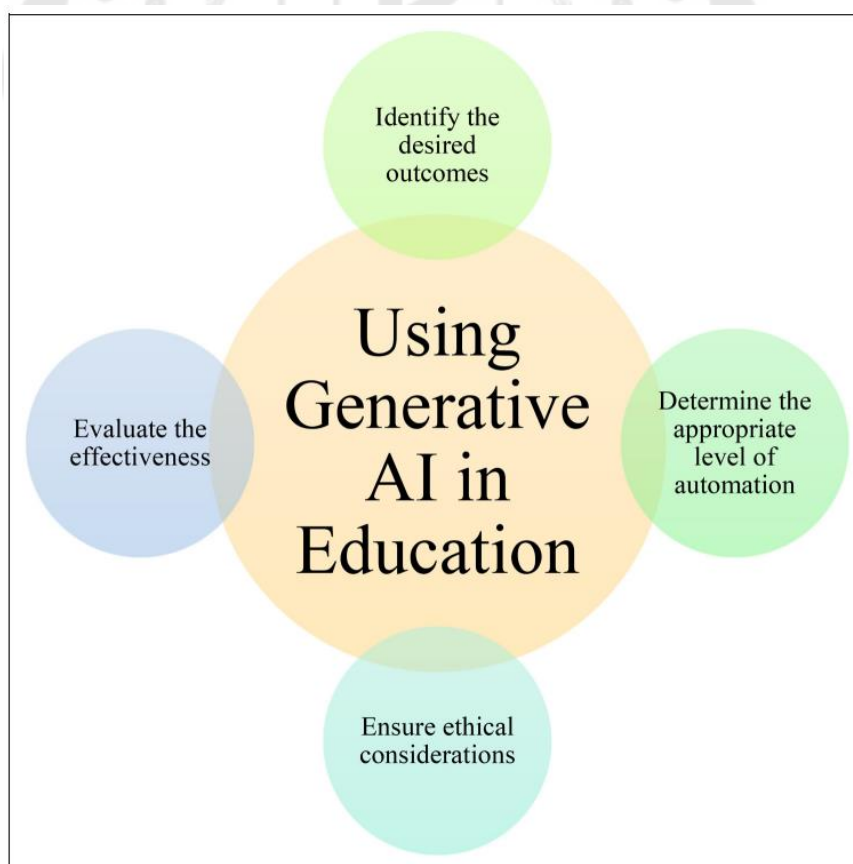 Identify the
desired
outcomes
Using
Generative
AI in
Education
Determine the
appropriate
level of
automation
Evaluate the
effectiveness
Ensure ethical
considerations